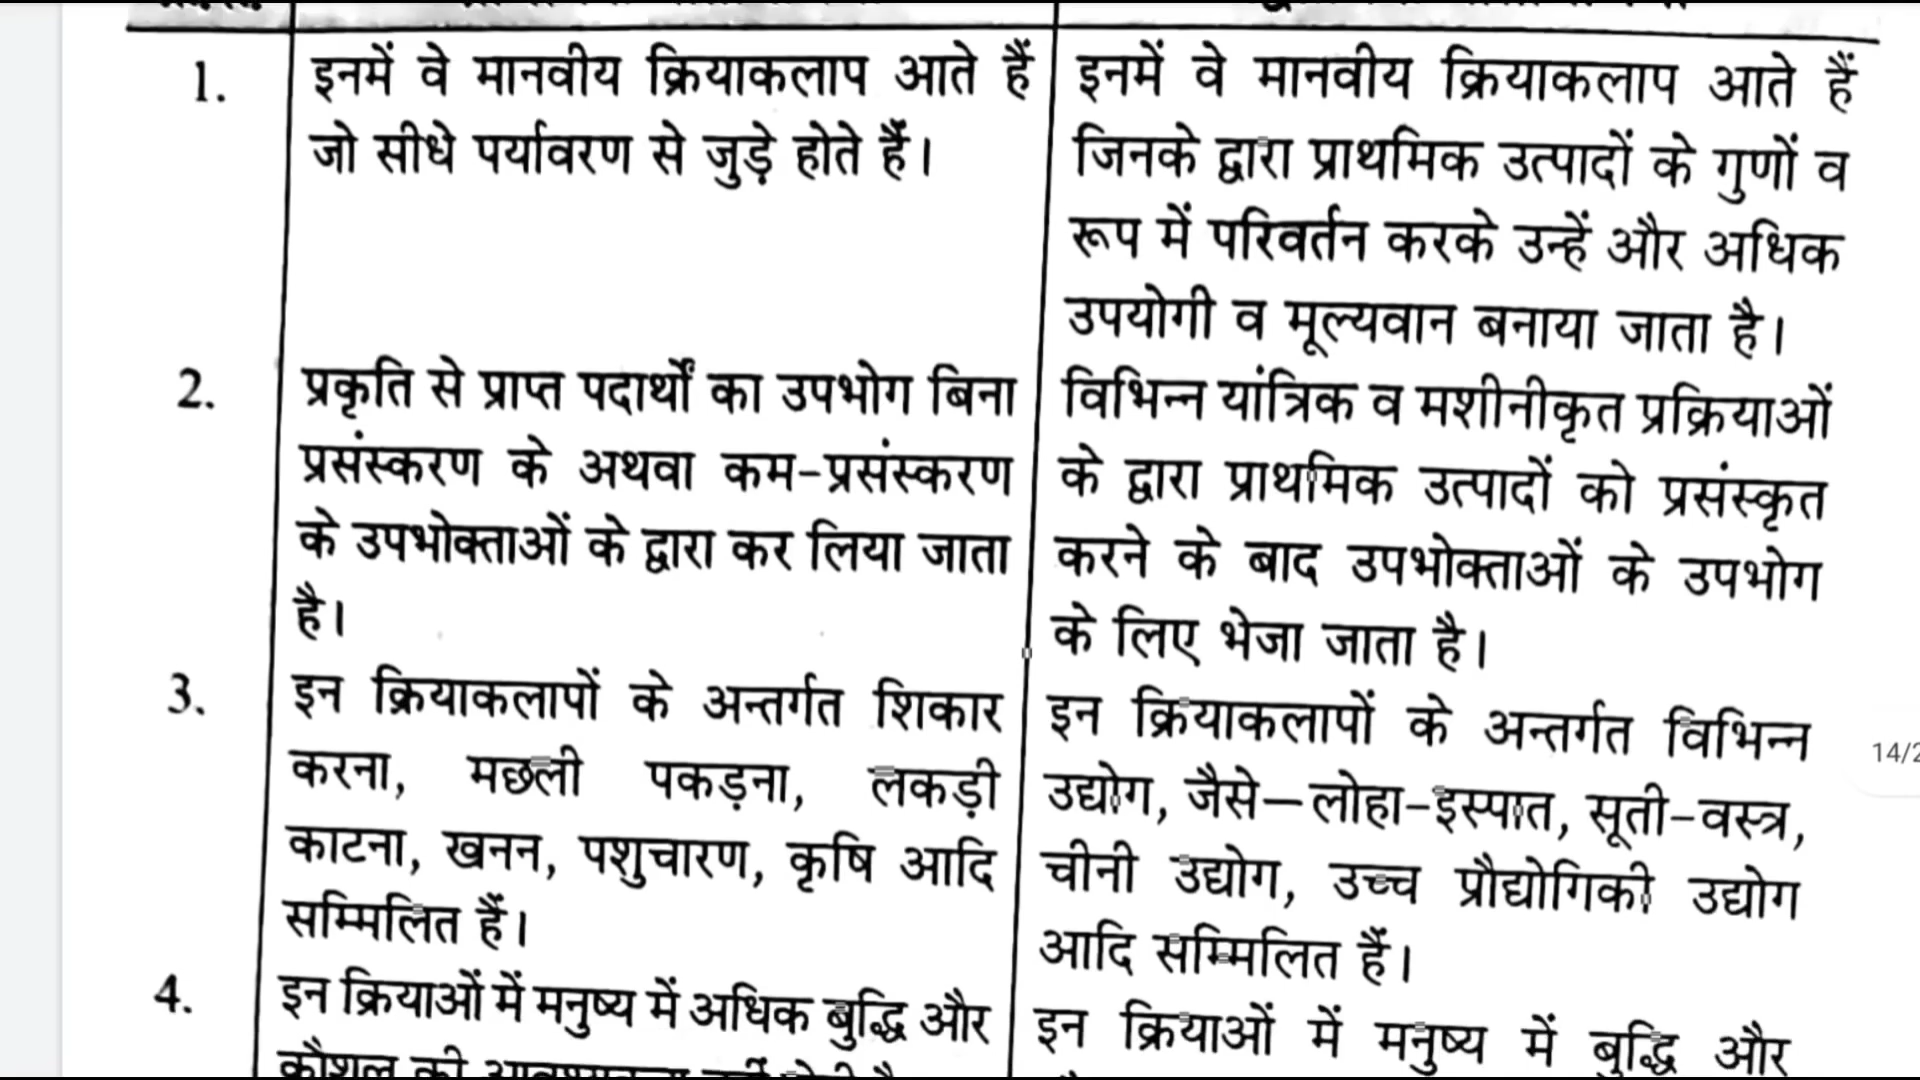 1.
इनमें वे मानवीय क्रियाकलाप आते हैं
जो सीधे पर्यावरण से जुड़े होते हैं।
इनमें वे मानवीय क्रियाकलाप आते हैं
जिनके द्वारा प्राथमिक उत्पादों के गुणों व
रूप में परिवर्तन करके उन्हें और अधिक
उपयोगी व मूल्यवान बनाया जाता है।
2.
प्रकृति से प्राप्त पदार्थों का उपभोग बिना
प्रसंस्करण के अथवा कम-प्रसंस्करण
के उपभोक्ताओं के द्वारा कर लिया जाता
है।
विभिन्न यांत्रिक व मशीनीकृत प्रक्रियाओं
के द्वारा प्राथमिक उत्पादों को प्रसंस्कृत
करने के बाद उपभोक्ताओं के उपभोग
के लिए भेजा जाता है।
3.
इन क्रियाकलापों के अन्तर्गत शिकार
करना, मछली पकड़ना, लकड़ी
काटना, खनन, पशुचारण, कृषि आदि
सम्मिलित हैं।
इन क्रियाकलापों के अन्तर्गत विभिन्न
उद्योग, जैसे—लोहा-इस्पात, सूती-वस्त्र,
चीनी उद्योग, उच्च प्रौद्योगिकी उद्योग
आदि सम्मिलित हैं।
4.
इन क्रियाओं में मनुष्य में अधिक बुद्धि और
कौशल की
इन क्रियाओं में मनुष्य में बुद्धि और
14/2